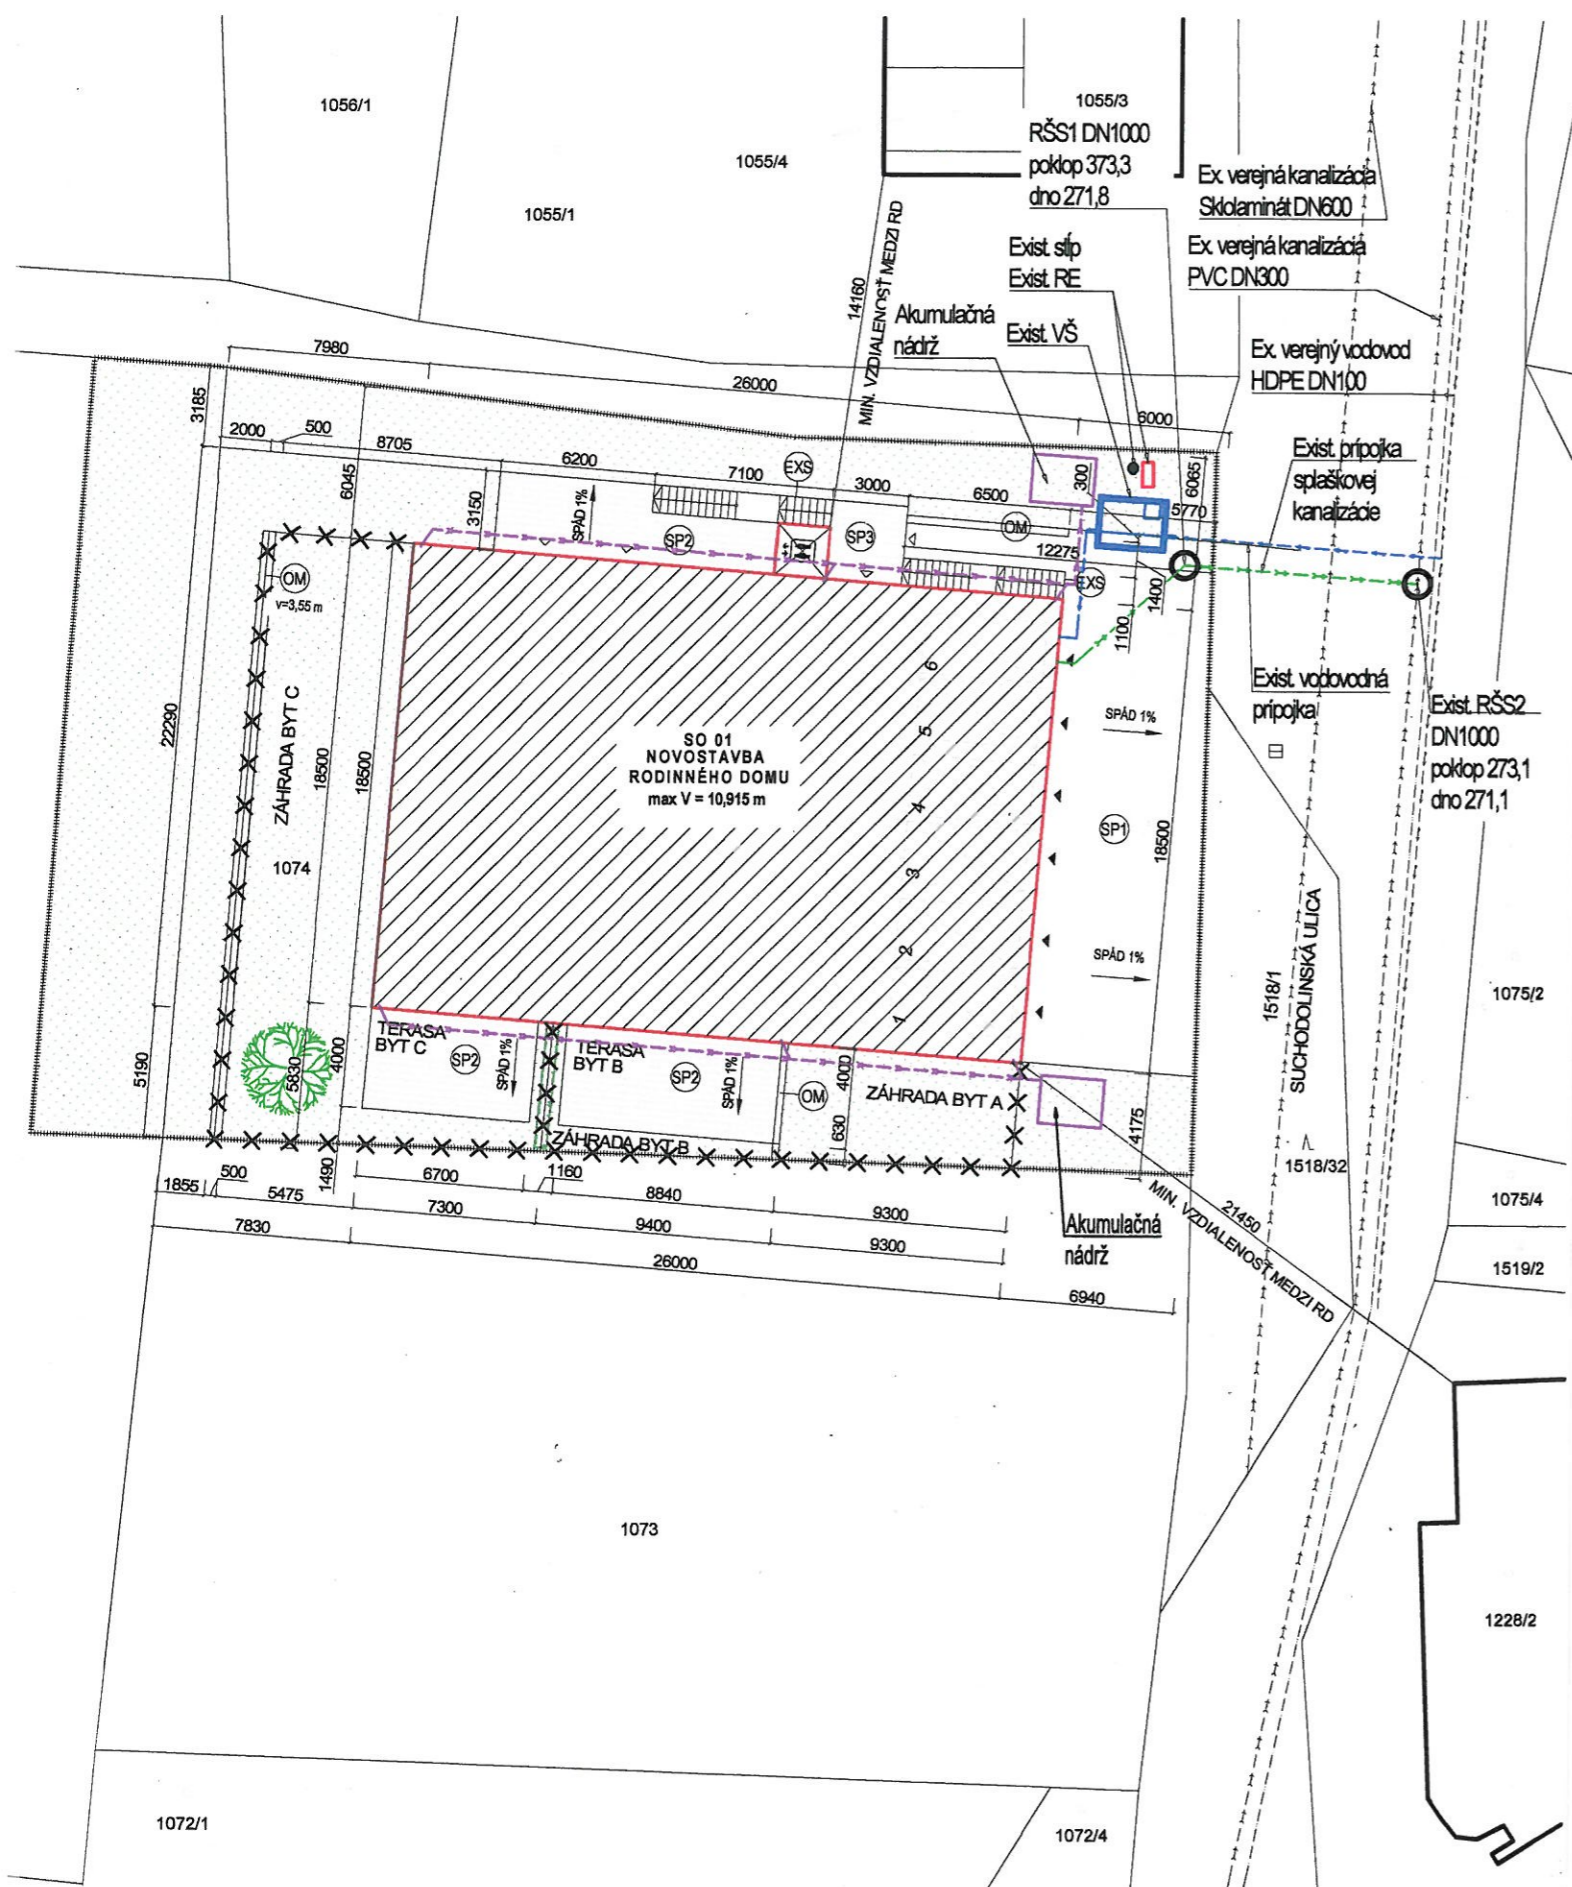 1056/1
1055/4
1055/1
1055/3
RŠS1 DN1000
poklop 373,3
dno 271,8
Ex. verejná kanalizácia
Sklolaminát DN600
Ex. verejná kanalizácia
PVC DN300
Exist. stĺp
Exist. RE
Exist. VŠ
Akumulačná
nádrž
Ex. verejný vodovod
HDPE DN100
Exist. prípojka
splaškovej
kanalizácie
14160
MIN. VZDIALENOSŤ MEDZI RD
7980
26000
6000
3185
2000
500
8705
6200
7100
3000
6500
6045
3150
SPÁD 1%
EXS
SP2
SP3
OM
300
6065
5770
12275
EXS
1400
1100
OM
v=3,55 m
ZÁHRADA BYT C
22290
18500
18500
1074
SO 01
NOVOSTAVBA
RODINNÉHO DOMU
max V = 10,915 m
6
5
4
3
2
1
SPÁD 1%
SP1
18500
SPÁD 1%
Exist. vodovodná
prípojka
Exist. RŠS2
DN1000
poklop 273,1
dno 271,1
1518/1
SUCHODOLINSKÁ ULICA
1075/2
5190
5830
4000
TERASA
BYT C
SP2
SPÁD 1%
TERASA
BYT B
SP2
SPÁD 1%
OM
4000
630
ZÁHRADA BYT A
ZÁHRADA BYT B
4175
1518/32
1075/4
1519/2
1855
500
5475
1490
6700
1160
8840
9300
7830
7300
9400
9300
26000
6940
Akumulačná
nádrž
21450
MIN. VZDIALENOSŤ MEDZI RD
1073
1228/2
1072/1
1072/4